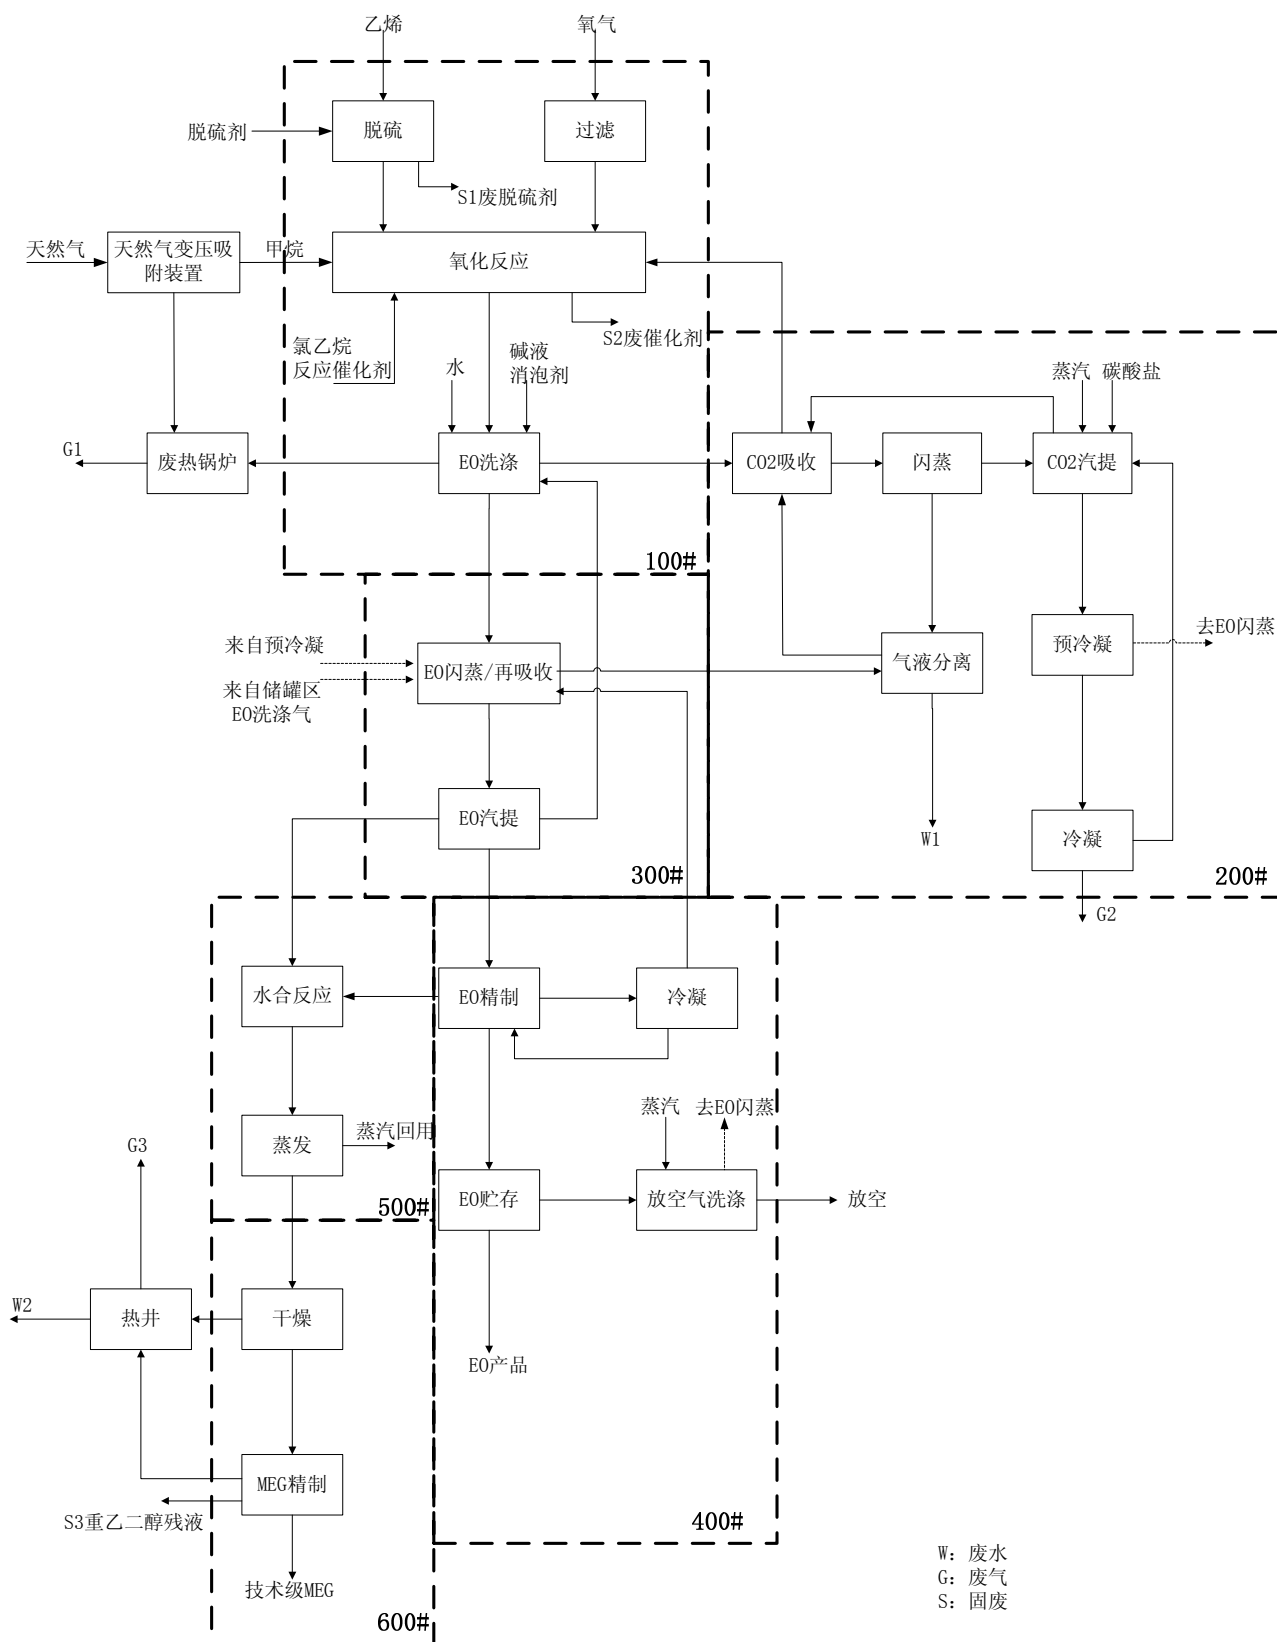 乙烯
氧气
脱硫剂
脱硫
过滤
S1废脱硫剂
天然气
天然气变压吸
附装置
甲烷
氧化反应
S2废催化剂
氯乙烷
反应催化剂
水
碱液
消泡剂
蒸汽
碳酸盐
G1
废热锅炉
EO洗涤
CO2吸收
闪蒸
CO2汽提
100#
来自预冷凝
来自储罐区
EO洗涤气
EO闪蒸/再吸收
气液分离
预冷凝
去EO闪蒸
EO汽提
W1
冷凝
300#
200#
G2
水合反应
EO精制
冷凝
G3
蒸发
蒸汽回用
蒸汽
去EO闪蒸
500#
EO贮存
放空气洗涤
放空
W2
热井
干燥
EO产品
MEG精制
S3重乙二醇残液
400#
技术级MEG
600#
W：废水
G：废气
S：固废